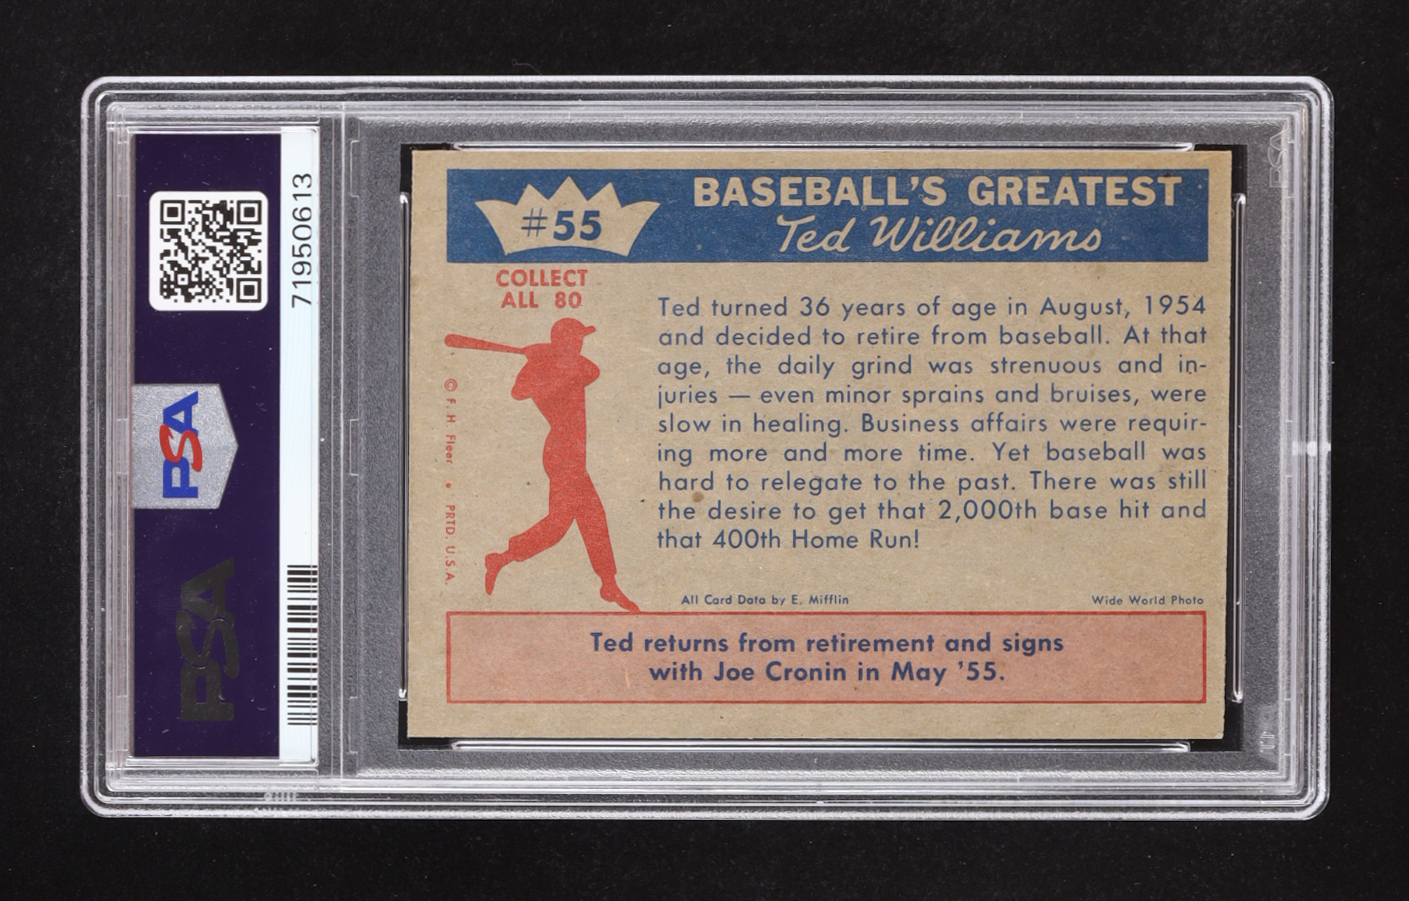 71950613
PSA
PSA
#55
BASEBALL'S GREATEST
Ted Williams
COLLECT
ALL 80
© F. H. Fleer • PRTD. U.S.A.
Ted turned 36 years of age in August, 1954
and decided to retire from baseball. At that
age, the daily grind was strenuous and in-
juries — even minor sprains and bruises, were
slow in healing. Business affairs were requir-
ing more and more time. Yet baseball was
hard to relegate to the past. There was still
the desire to get that 2,000th base hit and
that 400th Home Run!
All Card Data by E. Mifflin
Wide World Photo
Ted returns from retirement and signs
with Joe Cronin in May '55.